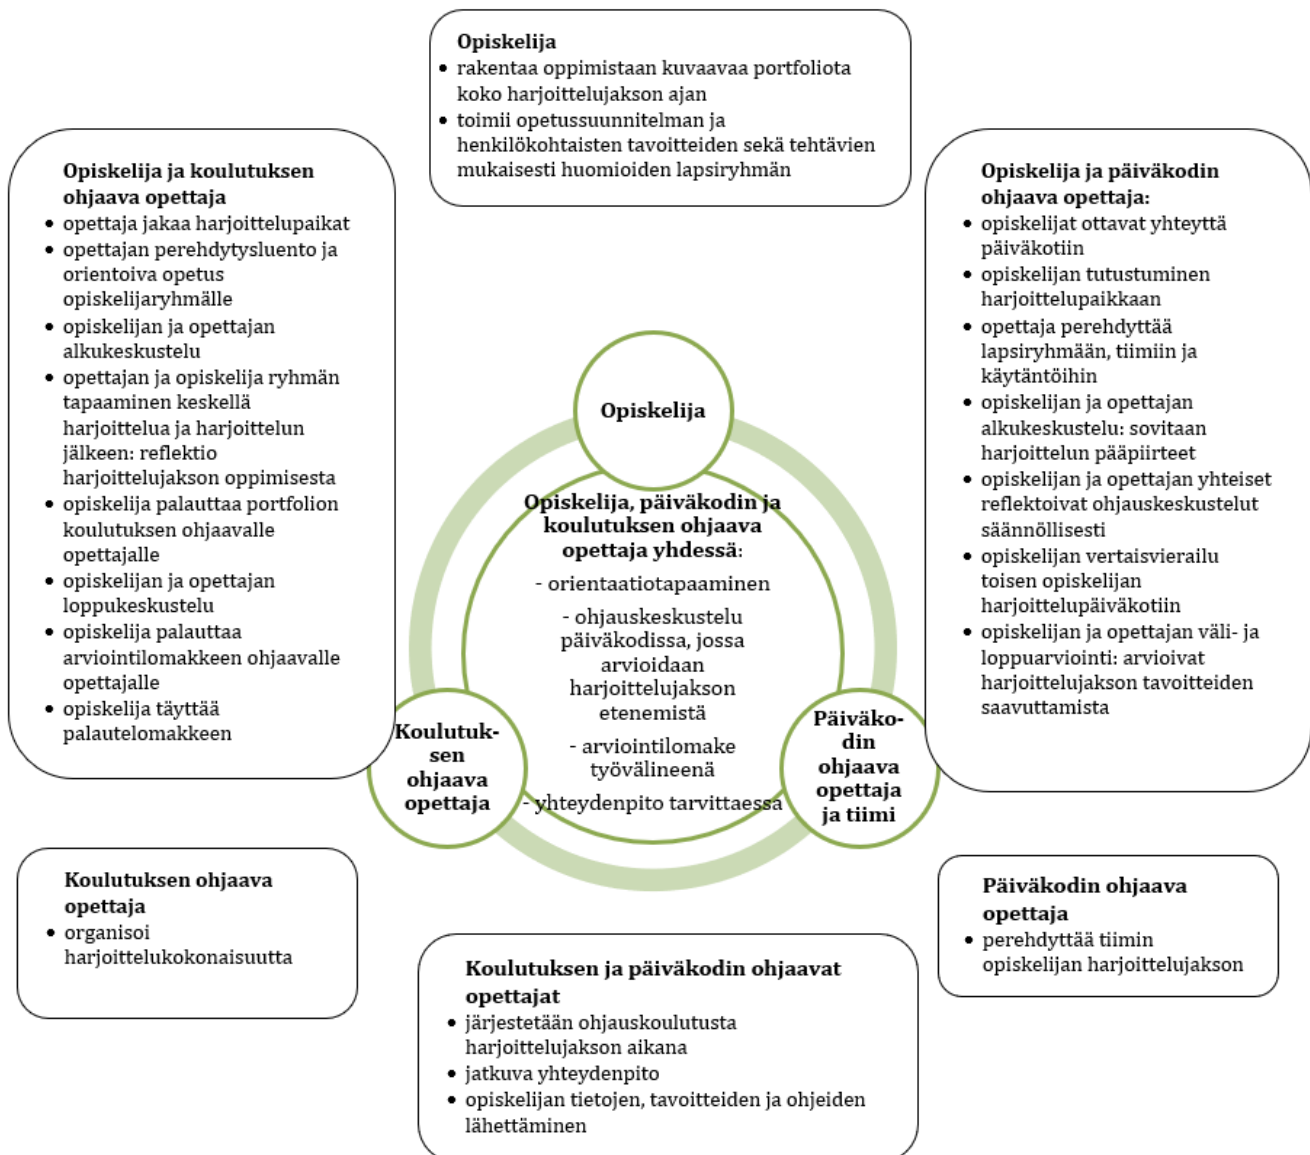 Opiskelija
• rakentaa oppimistaan kuvaavaa portfoliota
koko harjoittelujakson ajan
• toimii opetussuunnitelman ja
henkilökohtaisten tavoitteiden sekä tehtävien
mukaisesti huomioiden lapsiryhmän
Opiskelija ja koulutuksen
ohjaava opettaja
• opettaja jakaa harjoittelupaikat
• opettajan perehdytysluento ja
orientoiva opetus
opiskelijaryhmälle
• opiskelijan ja opettajan
alkukeskustelu
• opettajan ja opiskelija ryhmän
tapaaminen keskellä
harjoittelua ja harjoittelun
jälkeen: reflektio
harjoittelujakson oppimisesta
• opiskelija palauttaa portfolion
koulutuksen ohjaavalle
opettajalle
• opiskelijan ja opettajan
loppukeskustelu
• opiskelija palauttaa
arviointilomakkeen ohjaavalle
opettajalle
• opiskelija täyttää
palautelomakkeen
Opiskelija ja päiväkodin
ohjaava opettaja:
• opiskelijat ottavat yhteyttä
päiväkotiin
• opiskelijan tutustuminen
harjoittelupaikkaan
• opettaja perehdyttää
lapsiryhmään, tiimiin ja
käytäntöihin
• opiskelijan ja opettajan
alkukeskustelu: sovitaan
harjoittelun pääpiirteet
• opiskelijan ja opettajan yhteiset
reflektoivat ohjauskeskustelut
säännöllisesti
• opiskelijan vertaisvierailu
toisen opiskelijan
harjoittelupäiväkotiin
• opiskelijan ja opettajan väli- ja
loppuarviointi: arvioivat
harjoittelujakson tavoitteiden
saavuttamista
Opiskelija
Opiskelija, päiväkodin ja
koulutuksen ohjaava
opettaja yhdessä:
- orientaatiotapaaminen
- ohjauskeskustelu
päiväkodissa, jossa
arvioidaan
harjoittelujakson
etenemistä
- arviointilomake
työvälineenä
- yhteydenpito tarvittaessa
Koulutuk-
sen
ohjaava
opettaja
Päiväko-
din
ohjaava
opettaja
ja tiimi
Koulutuksen ohjaava
opettaja
• organisoi
harjoittelukokonaisuutta
Päiväkodin ohjaava
opettaja
• perehdyttää tiimin
opiskelijan harjoittelujakson
Koulutuksen ja päiväkodin ohjaavat
opettajat
• järjestetään ohjauskoulutusta
harjoittelujakson aikana
• jatkuva yhteydenpito
• opiskelijan tietojen, tavoitteiden ja ohjeiden
lähettäminen